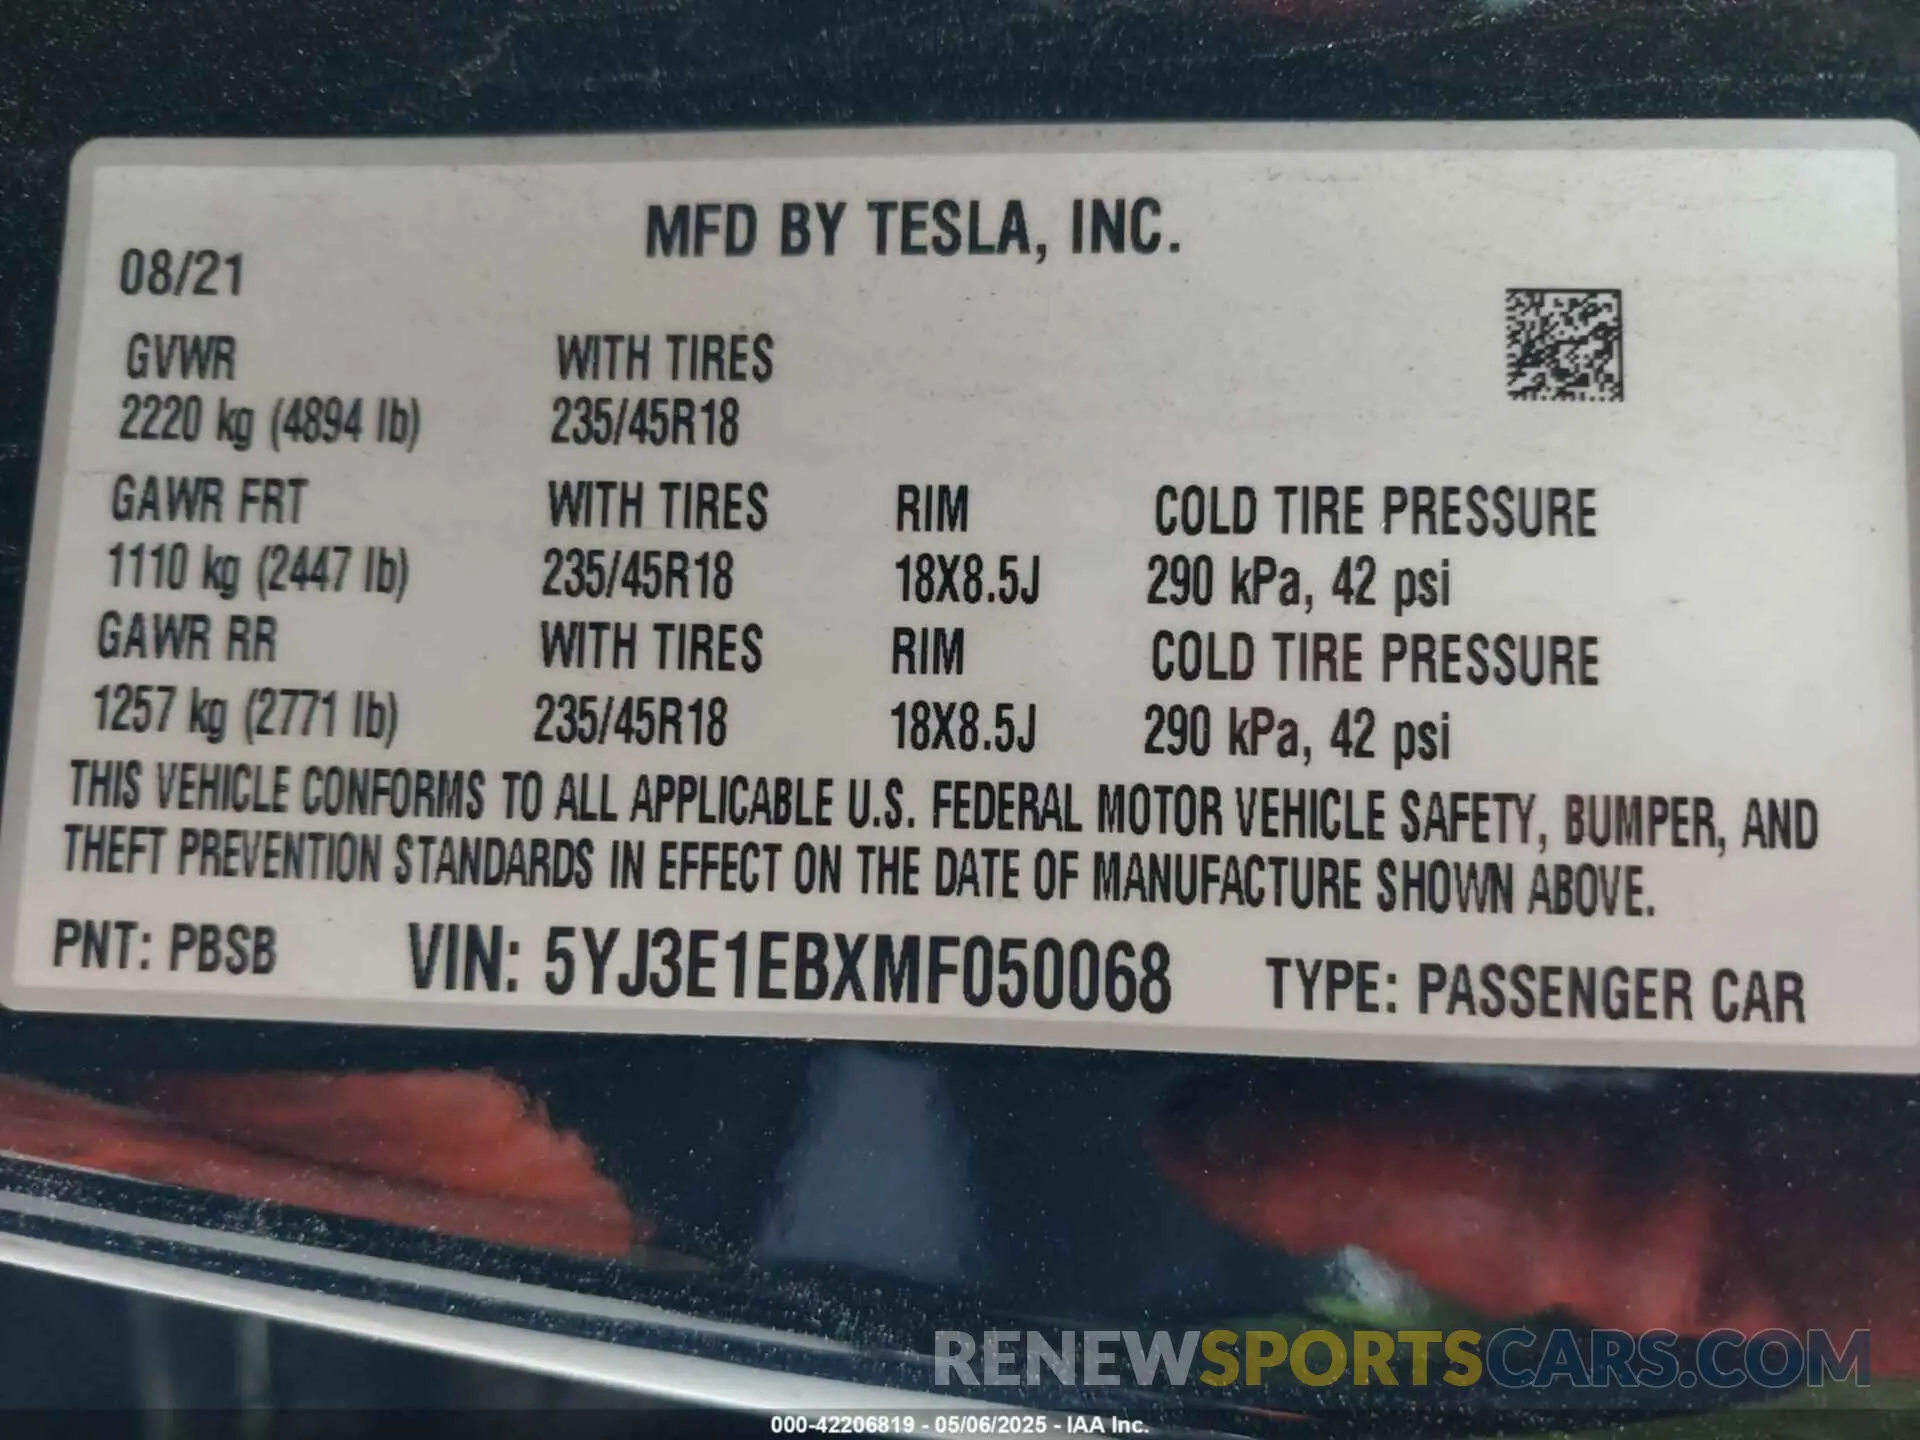 MFD BY TESLA, INC.
08/21
GVWR WITH TIRES
2220 kg (4894 lb) 235/45R18
GAWR FRT WITH TIRES RIM COLD TIRE PRESSURE
1110 kg (2447 lb) 235/45R18 18X8.5J 290 kPa, 42 psi
GAWR RR WITH TIRES RIM COLD TIRE PRESSURE
1257 kg (2771 lb) 235/45R18 18X8.5J 290 kPa, 42 psi
THIS VEHICLE CONFORMS TO ALL APPLICABLE U.S. FEDERAL MOTOR VEHICLE SAFETY, BUMPER, AND
THEFT PREVENTION STANDARDS IN EFFECT ON THE DATE OF MANUFACTURE SHOWN ABOVE.
PNT: PBSB VIN: 5YJ3E1EBXMF050068 TYPE: PASSENGER CAR
RENEWSPORTSCARS.COM
000-42206819 - 05/06/2025 - IAA Inc.